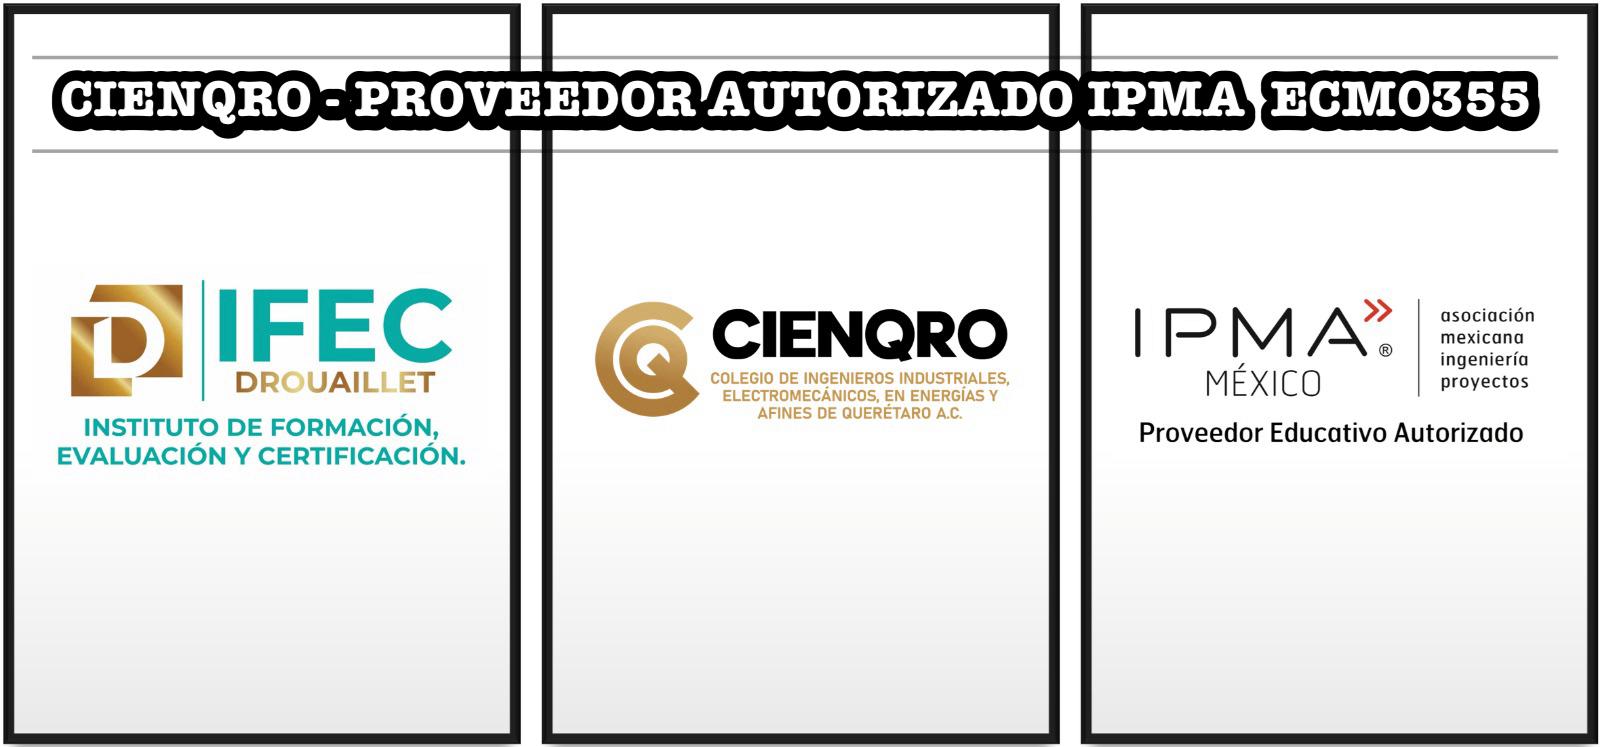 CIENQRO - PROVEEDOR AUTORIZADO IPMA ECM0355
D IFEC
DROUAILLET
INSTITUTO DE FORMACIÓN,
EVALUACIÓN Y CERTIFICACIÓN.
CQ CIENQRO
COLEGIO DE INGENIEROS INDUSTRIALES,
ELECTROMECÁNICOS, EN ENERGÍAS Y
AFINES DE QUERÉTARO A.C.
IPMA®
MÉXICO
asociación
mexicana
ingeniería
proyectos
Proveedor Educativo Autorizado